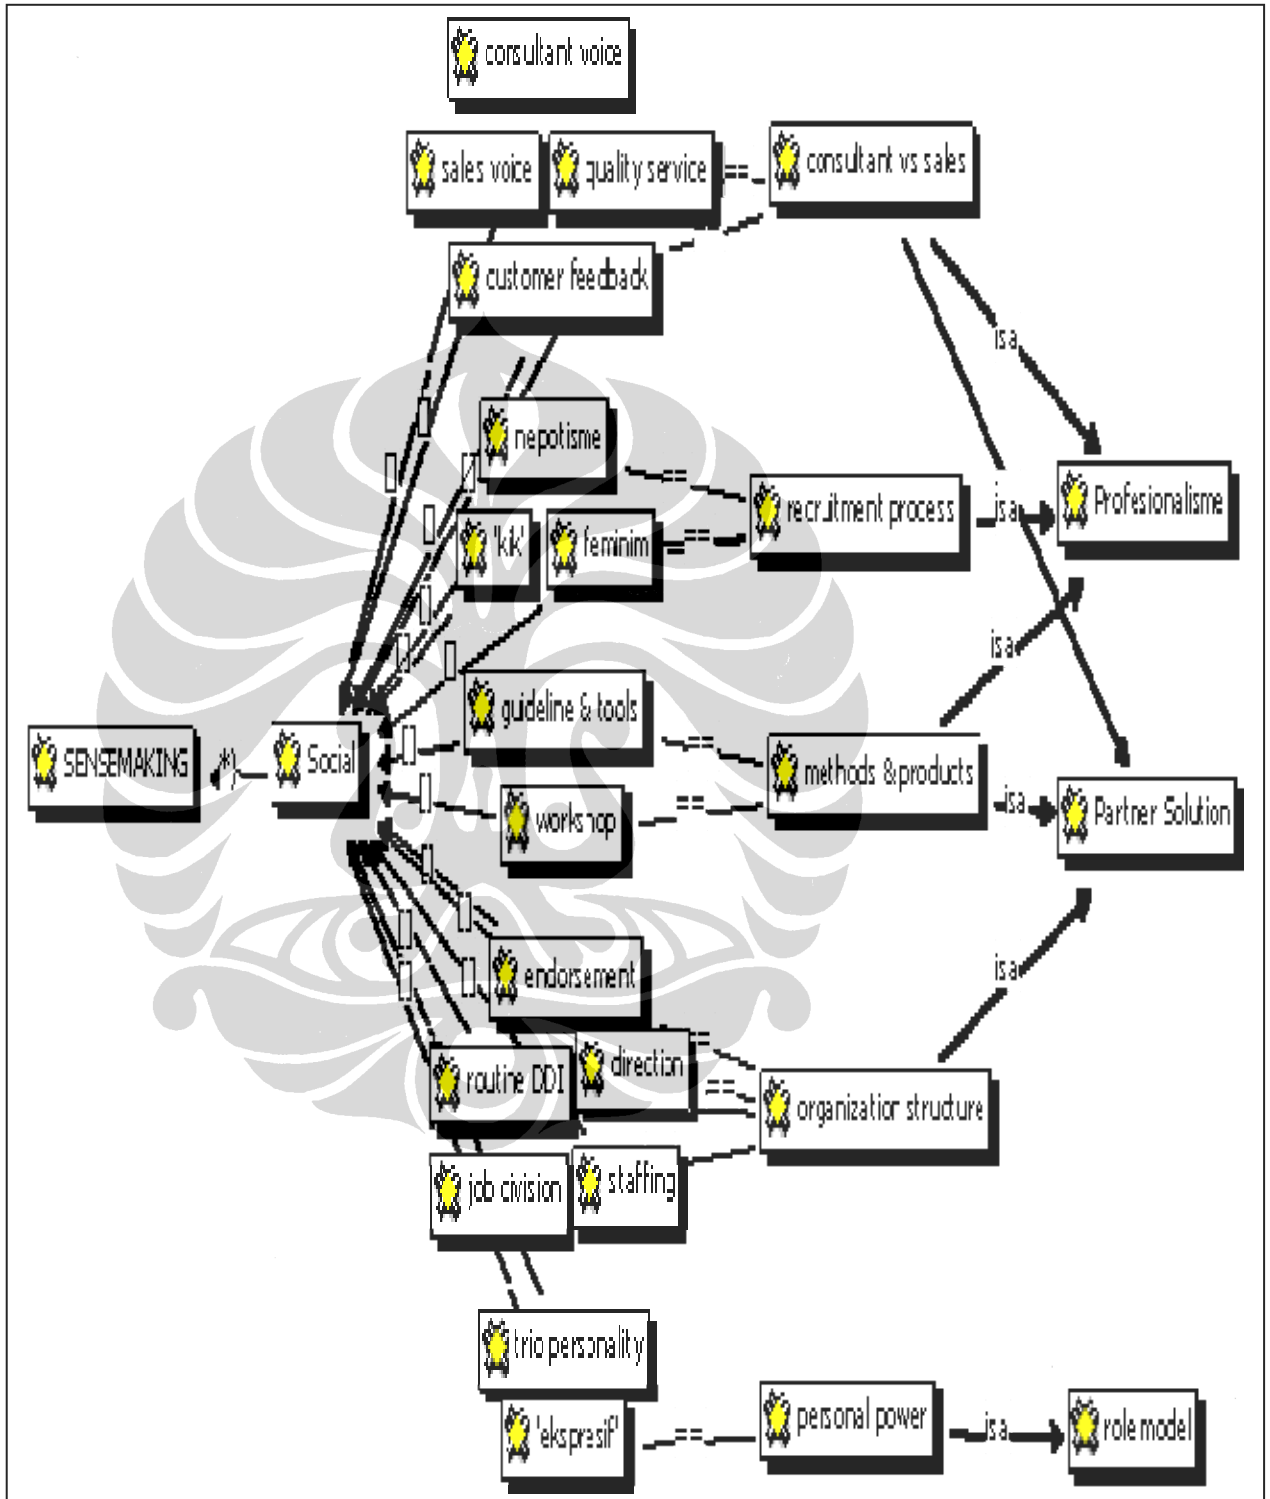 consultant voice
sales voice
quality service
==
consultant vs sales
customer feedback
is a
nepotisme
==
recruitment process
is a
Profesionalisme
'kik'
feminim
==
is a
guideline & tools
==
methods & products
is a
Partner Solution
SENSEMAKING
*}
Social
workshop
==
endorsement
is a
==
direction
==
routine DDI
organization structure
job division
staffing
trio personality
'ekspresif'
==
personal power
is a
role model